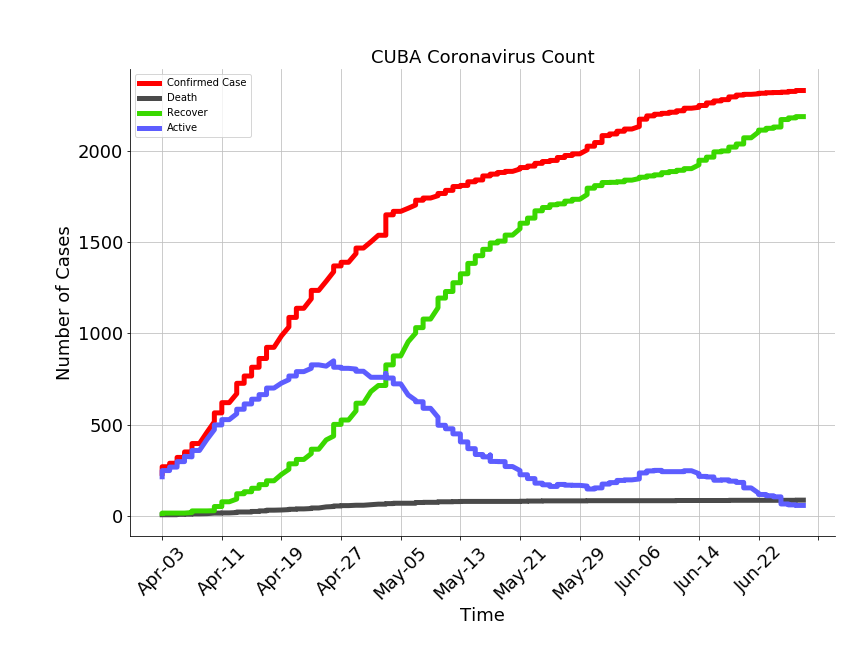 CUBA Coronavirus Count
Confirmed Case
Death
Recover
Active
Number of Cases
2000
1500
1000
500
0
Apr-03
Apr-11
Apr-19
Apr-27
May-05
May-13
May-21
May-29
Jun-06
Jun-14
Jun-22
Time